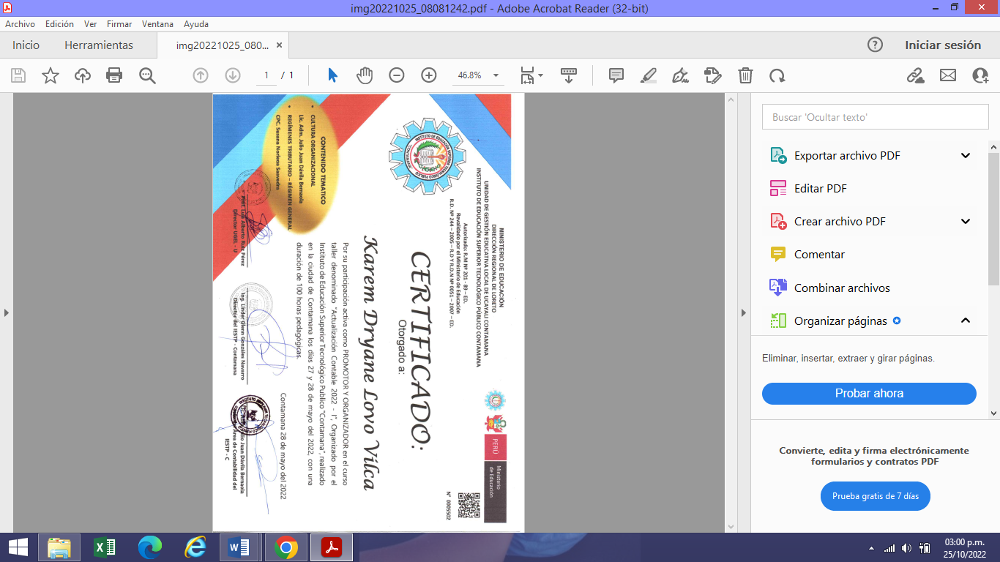 img20221025_08081242.pdf - Adobe Acrobat Reader (32-bit)
Archivo Edición Ver Firmar Ventana Ayuda
Inicio Herramientas img20221025_080... × Iniciar sesión
1 / 1 46.8%
MINISTERIO DE EDUCACIÓN
DIRECCIÓN REGIONAL DE LORETO
UNIDAD DE GESTIÓN EDUCATIVA LOCAL DE UCAYALI CONTAMANA
INSTITUTO DE EDUCACIÓN SUPERIOR TECNOLÓGICO PÚBLICO CONTAMANA
Autorizado: R.M Nº 201 - 89 – ED.
Revalidado por el Ministerio de Educación
R.D. Nº 244 – 2005 – R.D Y R.D.N Nº 0051 – 2007 – ED.
PERÚ
Ministerio
de Educación
N° 0005502
CERTIFICADO:
Otorgado a:
Karem Dryane Lovo Vilca
Por su participación activa como PROMOTOR Y ORGANIZADOR en el curso
taller denominado "Actualización Contable 2022 - I", Organizado por el
Instituto de Educación Superior Tecnológico Publico "Contamana", realizado
en la ciudad de Contamana los días 27 y 28 de mayo del 2022, con una
duración de 100 horas pedagógicas.
Contamana 28 de mayo del 2022
CONTENIDO TEMATICO
• CULTURA ORGANIZACIONAL
Lic. Adm. Julio Juan Dávila Bernaola
• REGÍMENES TRIBUTARIO – RÉGIMEN GENERAL
CPC. Susana Noriega Saavedra
Prof. Luis Alberto Ruiz Pérez
Director UGEL - U
Ing. Linder Glenn Gonzáles Navarro
Director del IESTP - Contamana
Julio Juan Dávila Bernaola
Área de Contabilidad del
IESTP - C
Buscar 'Ocultar texto'
Exportar archivo PDF
Editar PDF
Crear archivo PDF
Comentar
Combinar archivos
Organizar páginas
Eliminar, insertar, extraer y girar páginas.
Probar ahora
Convierte, edita y firma electrónicamente
formularios y contratos PDF
Prueba gratis de 7 días
03:00 p.m.
25/10/2022